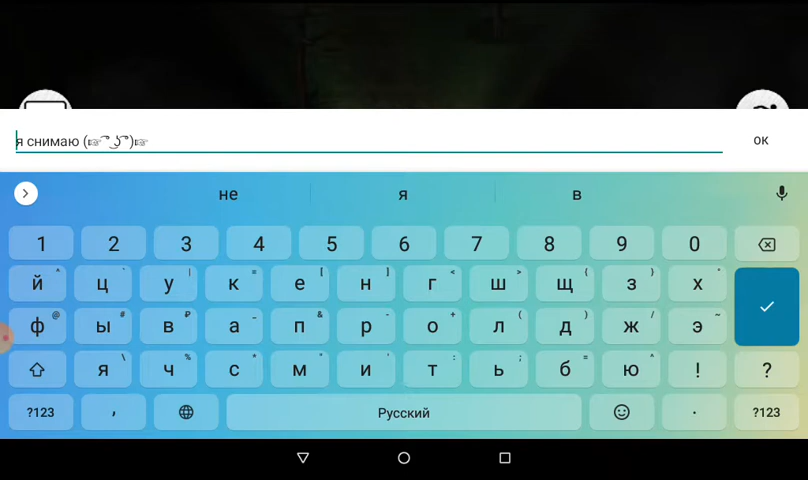 я снимаю (☞ ͡° ͜ʖ ͡°)☞
ОК
не я в
1 2 3 4 5 6 7 8 9 0
й ^ ц ` у | к = е [ н ] г < ш > щ { з } х °
ф @ ы # в ₽ а _ п & р - о + л ( д ) ж / э ~
я \ ч % с * м " и ' т : ь ; б = ю ^ ! ?
?123 , Русский . ?123